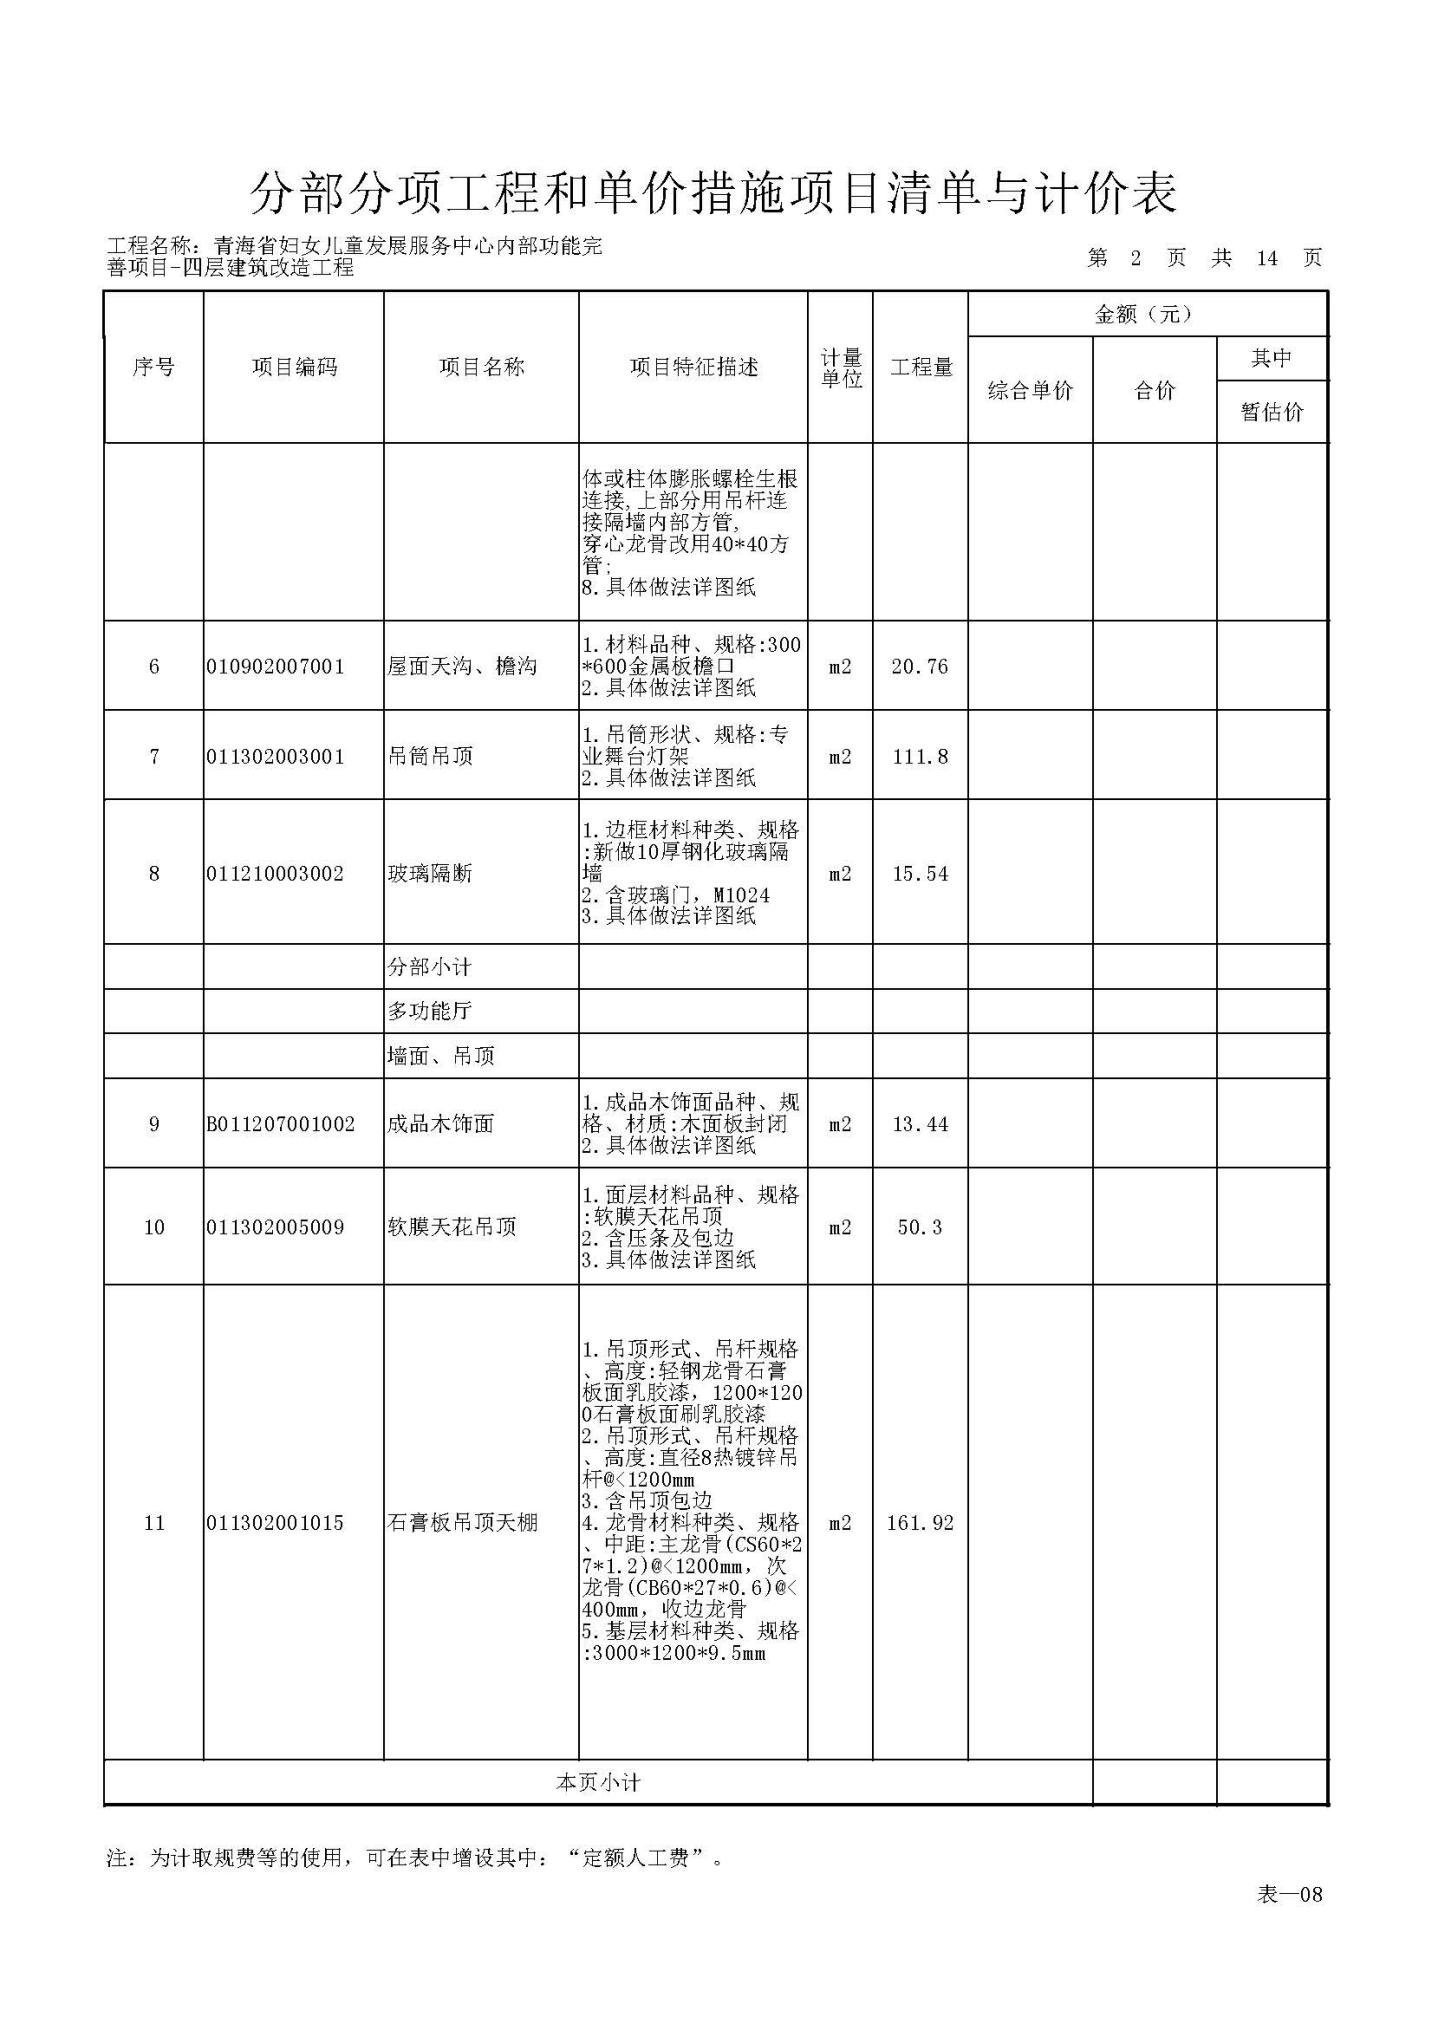 分部分项工程和单价措施项目清单与计价表
工程名称：青海省妇女儿童发展服务中心内部功能完
善项目-四层建筑改造工程
第 2 页 共 14 页
序号 项目编码 项目名称 项目特征描述 计量单位 工程量 金额（元）
综合单价 合价 其中
暂估价
体或柱体膨胀螺栓生根
连接,上部分用吊杆连
接隔墙内部方管,
穿心龙骨改用40*40方
管;
8.具体做法详图纸
6 010902007001 屋面天沟、檐沟
1.材料品种、规格:300
*600金属板檐口
2.具体做法详图纸
m2 20.76
7 011302003001 吊筒吊顶
1.吊筒形状、规格:专
业舞台灯架
2.具体做法详图纸
m2 111.8
8 011210003002 玻璃隔断
1.边框材料种类、规格
:新做10厚钢化玻璃隔
墙
2.含玻璃门，M1024
3.具体做法详图纸
m2 15.54
分部小计
多功能厅
墙面、吊顶
9 B011207001002 成品木饰面
1.成品木饰面品种、规
格、材质:木面板封闭
2.具体做法详图纸
m2 13.44
10 011302005009 软膜天花吊顶
1.面层材料品种、规格
:软膜天花吊顶
2.含压条及包边
3.具体做法详图纸
m2 50.3
11 011302001015 石膏板吊顶天棚
1.吊顶形式、吊杆规格
、高度:轻钢龙骨石膏
板面乳胶漆，1200*120
0石膏板面刷乳胶漆
2.吊顶形式、吊杆规格
、高度:直径8热镀锌吊
杆@<1200mm
3.含吊顶包边
4.龙骨材料种类、规格
、中距:主龙骨(CS60*2
7*1.2)@<1200mm，次
龙骨(CB60*27*0.6)@<
400mm，收边龙骨
5.基层材料种类、规格
:3000*1200*9.5mm
m2 161.92
本页小计
注：为计取规费等的使用，可在表中增设其中：“定额人工费”。
表—08